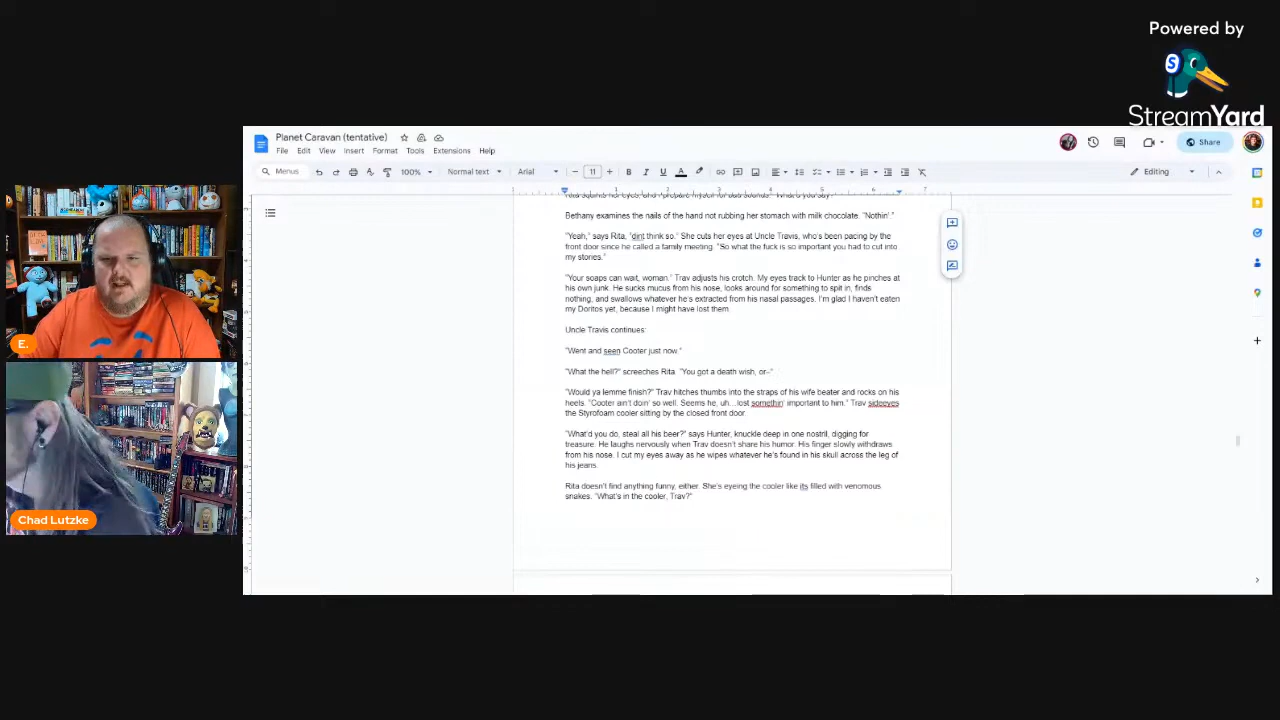 Powered by
S
StreamYard
Planet Caravan (tentative)
File Edit View Insert Format Tools Extensions Help
Share
Menus
100%
Normal text
Arial
11
Editing
1 1 2 3 4 5 6 7
Bethany examines the nails of the hand not rubbing her stomach with milk chocolate. "Nothin'."
"Yeah," says Rita, "dint think so." She cuts her eyes at Uncle Travis, who's been pacing by the
front door since he called a family meeting. "So what the fuck is so important you had to cut into
my stories."
"Your soaps can wait, woman." Trav adjusts his crotch. My eyes track to Hunter as he pinches at
his own junk. He sucks mucus from his nose, looks around for something to spit in, finds
nothing, and swallows whatever he's extracted from his nasal passages. I'm glad I haven't eaten
my Doritos yet, because I might have lost them.
Uncle Travis continues:
"Went and seen Cooter just now."
"What the hell?" screeches Rita. "You got a death wish, or–"
"Would ya lemme finish?" Trav hitches thumbs into the straps of his wife beater and rocks on his
heels. "Cooter ain't doin' so well. Seems he, uh…lost somethin' important to him." Trav sideeyes
the Styrofoam cooler sitting by the closed front door.
"What'd you do, steal all his beer?" says Hunter, knuckle deep in one nostril, digging for
treasure. He laughs nervously when Trav doesn't share his humor. His finger slowly withdraws
from his nose. I cut my eyes away as he wipes whatever he's found in his skull across the leg of
his jeans.
Rita doesn't find anything funny, either. She's eyeing the cooler like its filled with venomous
snakes. "What's in the cooler, Trav?"
E.
Chad Lutzke